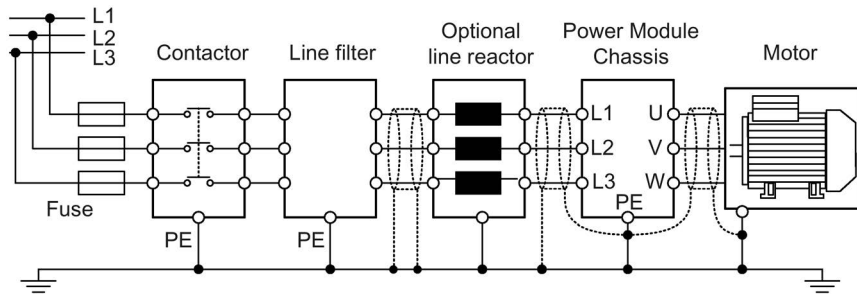 L1
L2
L3
Contactor
Line filter
Optional
line reactor
Power Module
Chassis
Motor
L1
U
L2
V
L3
W
Fuse
PE
PE
PE